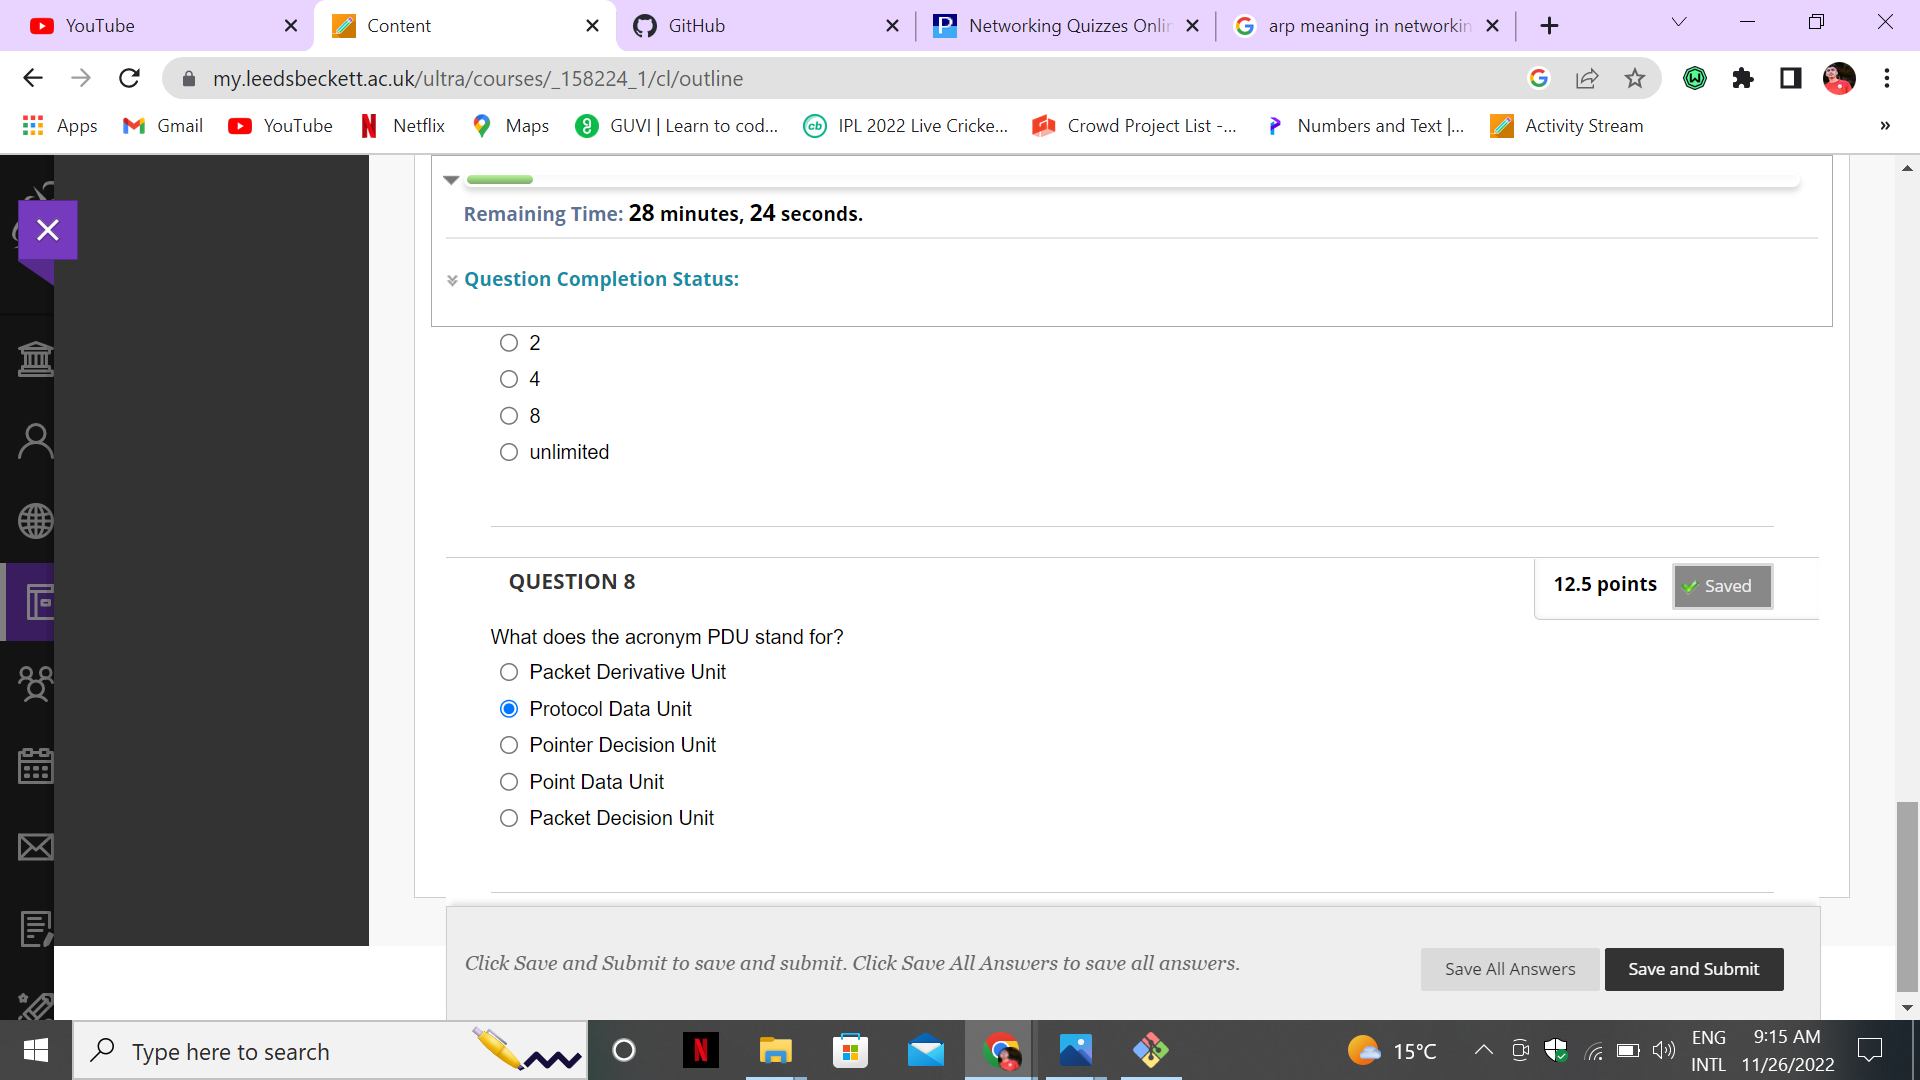 YouTube
Content
GitHub
Networking Quizzes Onlin
arp meaning in networkin
my.leedsbeckett.ac.uk/ultra/courses/_158224_1/cl/outline
Apps
Gmail
YouTube
Netflix
Maps
GUVI | Learn to cod...
IPL 2022 Live Cricke...
Crowd Project List -...
Numbers and Text |...
Activity Stream
»
Remaining Time: 28 minutes, 24 seconds.
Question Completion Status:
2
4
8
unlimited
QUESTION 8
12.5 points
Saved
What does the acronym PDU stand for?
Packet Derivative Unit
Protocol Data Unit
Pointer Decision Unit
Point Data Unit
Packet Decision Unit
Click Save and Submit to save and submit. Click Save All Answers to save all answers.
Save All Answers
Save and Submit
Type here to search
15°C
ENG
INTL
9:15 AM
11/26/2022